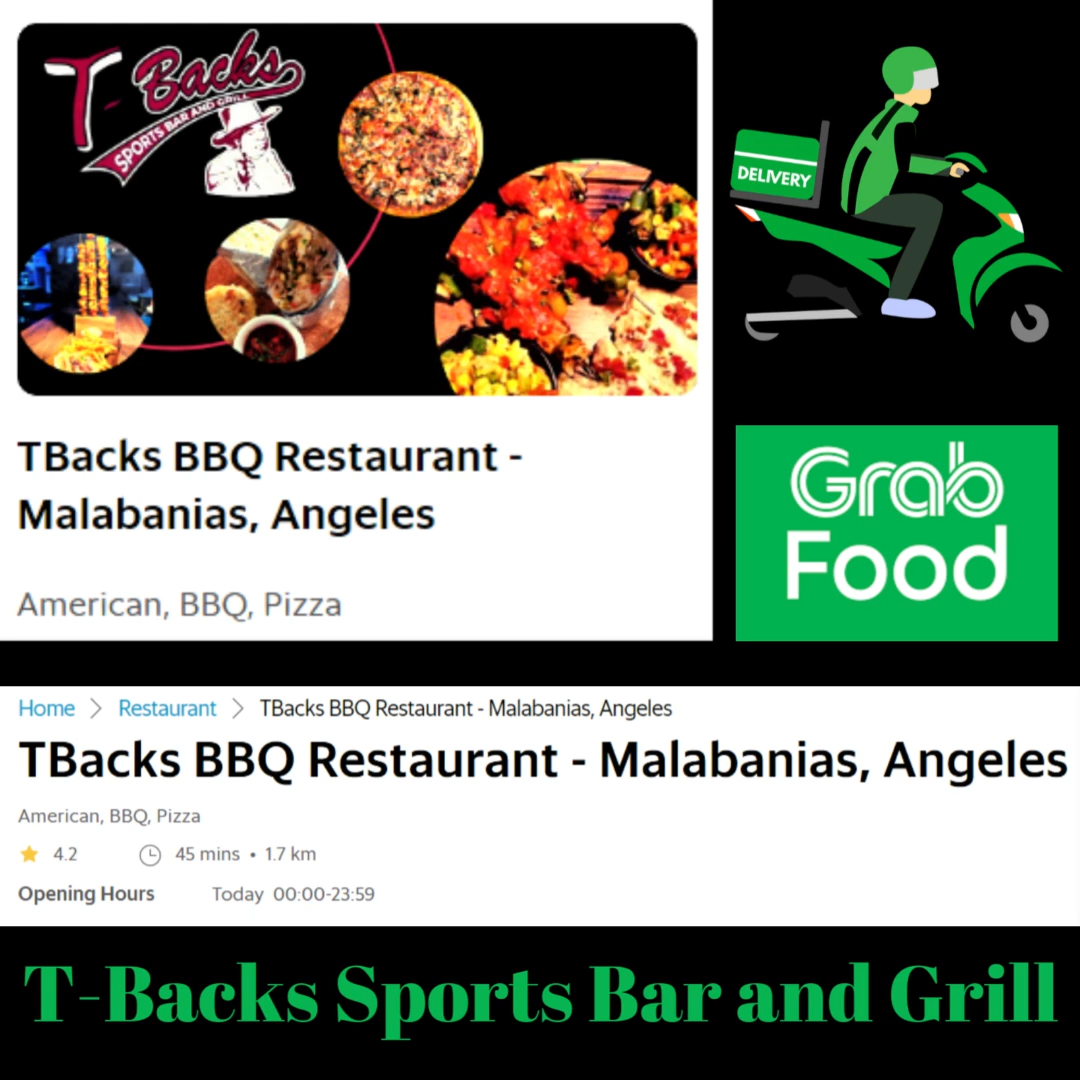 T-Backs
SPORTS BAR AND GRILL
DELIVERY
TBacks BBQ Restaurant -
Malabanias, Angeles
American, BBQ, Pizza
Grab
Food
Home > Restaurant > TBacks BBQ Restaurant - Malabanias, Angeles
TBacks BBQ Restaurant - Malabanias, Angeles
American, BBQ, Pizza
4.2 45 mins • 1.7 km
Opening Hours Today 00:00-23:59
T-Backs Sports Bar and Grill